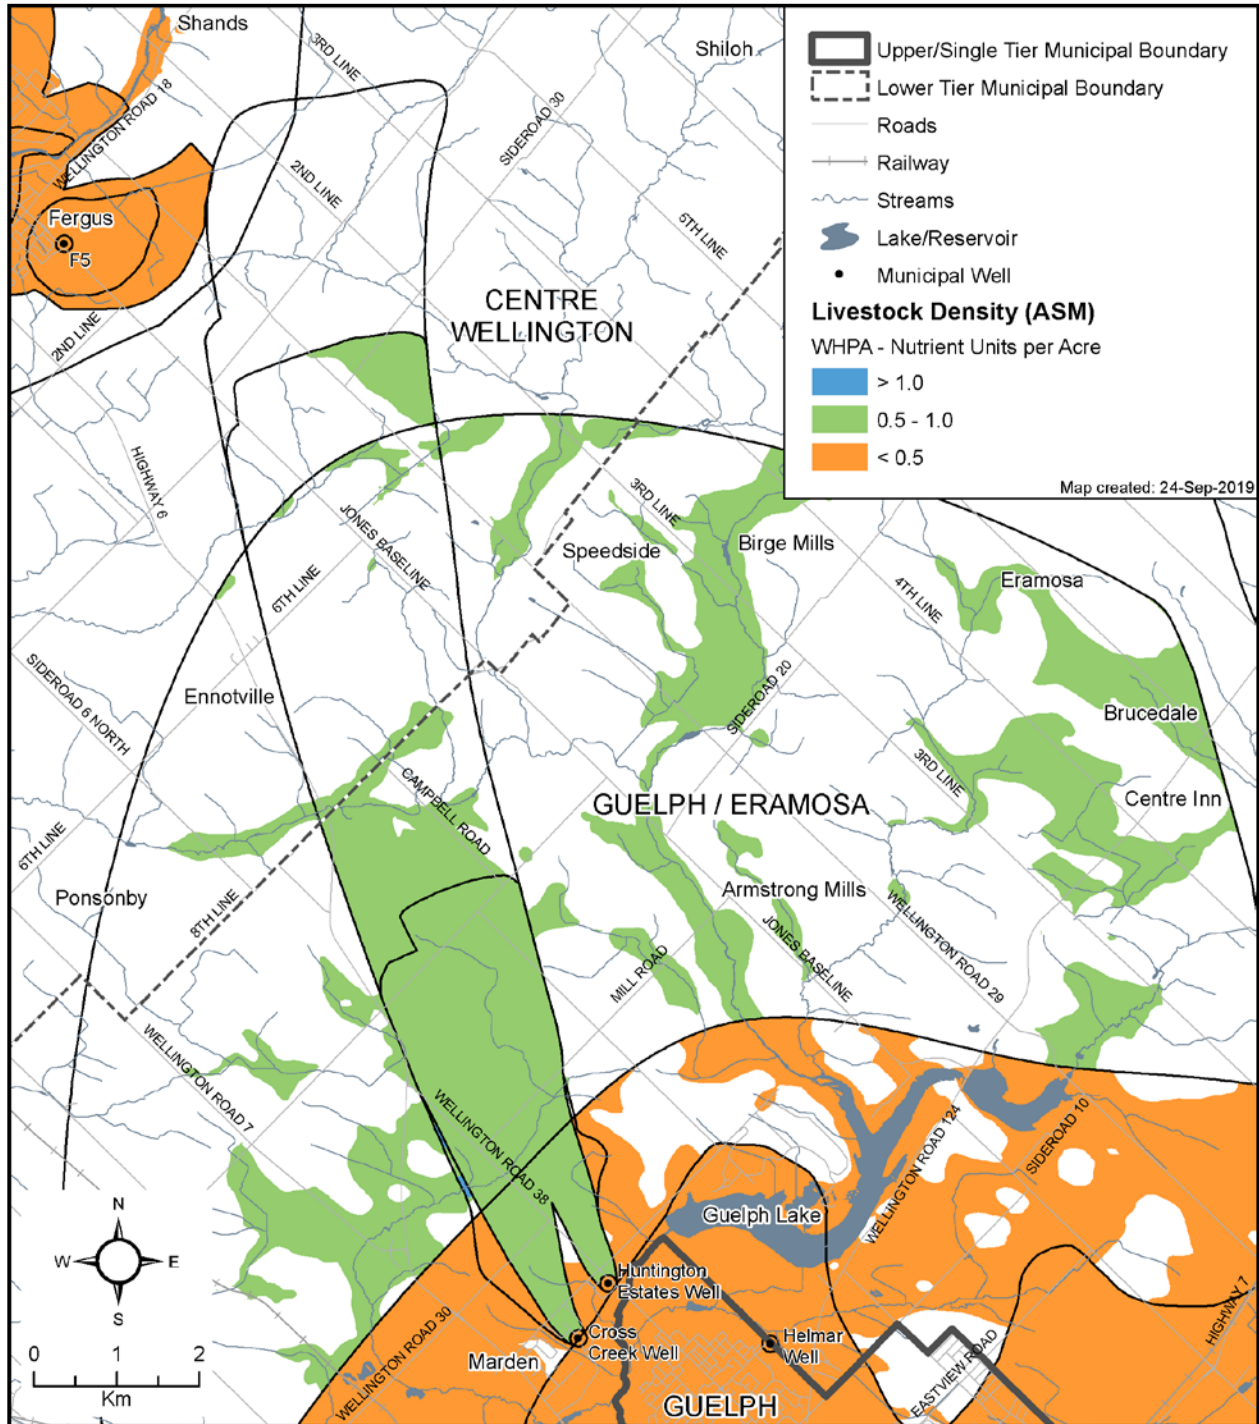 Shands
3RD LINE
Shiloh
WELLINGTON ROAD 18
SIDEROAD 30
2ND LINE
Fergus
F5
5TH LINE
2ND LINE
CENTRE
WELLINGTON
Upper/Single Tier Municipal Boundary
Lower Tier Municipal Boundary
Roads
Railway
Streams
Lake/Reservoir
Municipal Well
Livestock Density (ASM)
WHPA - Nutrient Units per Acre
> 1.0
0.5 - 1.0
< 0.5
Map created: 24-Sep-2019
HIGHWAY 6
JONES BASELINE
3RD LINE
Speedside
Birge Mills
6TH LINE
4TH LINE
Eramosa
SIDEROAD 6 NORTH
Ennotville
SIDEROAD 20
Brucedale
3RD LINE
CAMPBELL ROAD
GUELPH / ERAMOSA
Centre Inn
6TH LINE
Ponsonby
8TH LINE
Armstrong Mills
WELLINGTON ROAD 29
MILL ROAD
JONES BASELINE
WELLINGTON ROAD 7
WELLINGTON ROAD 38
WELLINGTON ROAD 124
SIDEROAD 10
Guelph Lake
N
W
E
S
Huntington
Estates Well
Cross
Creek Well
Helmar
Well
HIGHWAY 7
Marden
WELLINGTON ROAD 30
EASTVIEW ROAD
GUELPH
0
1
2
Km